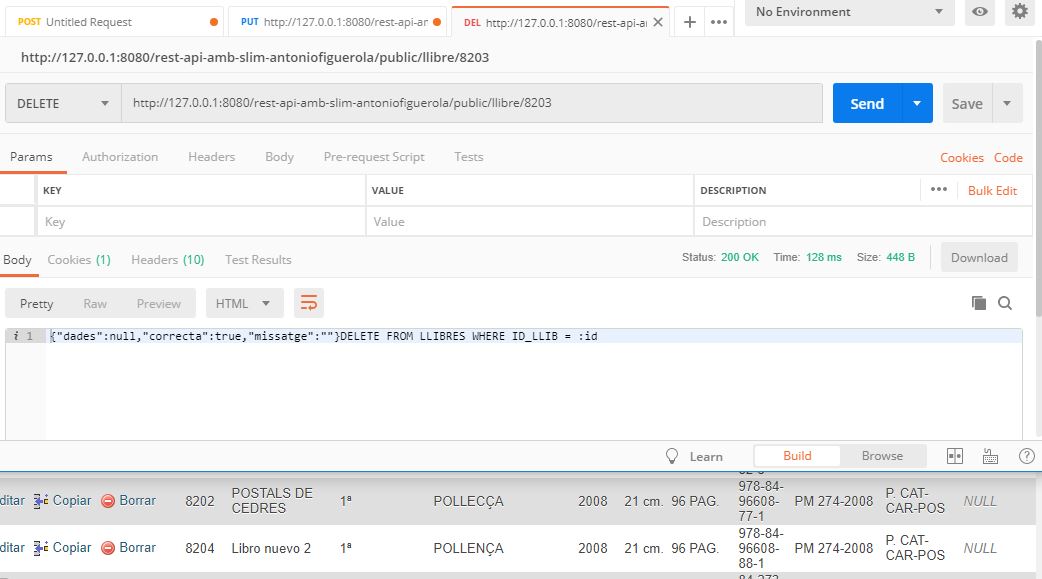 POST Untitled Request
PUT http://127.0.0.1:8080/rest-api-ar
DEL http://127.0.0.1:8080/rest-api-ai
No Environment
http://127.0.0.1:8080/rest-api-amb-slim-antoniofiguerola/public/llibre/8203
DELETE http://127.0.0.1:8080/rest-api-amb-slim-antoniofiguerola/public/llibre/8203 Send Save
Params Authorization Headers Body Pre-request Script Tests Cookies Code
KEY VALUE DESCRIPTION ••• Bulk Edit
Key Value Description
Body Cookies (1) Headers (10) Test Results Status: 200 OK Time: 128 ms Size: 448 B Download
Pretty Raw Preview HTML
i 1 {"dades":null,"correcta":true,"missatge":""}DELETE FROM LLIBRES WHERE ID_LLIB = :id
Learn Build Browse
ditar Copiar Borrar 8202 POSTALS DE CEDRES 1ª POLLECÇA 2008 21 cm. 96 PAG. 978-84-96608-77-1 PM 274-2008 P. CAT-CAR-POS NULL
ditar Copiar Borrar 8204 Libro nuevo 2 1ª POLLENÇA 2008 21 cm. 96 PAG. 978-84-96608-88-1 PM 274-2008 P. CAT-CAR-POS NULL